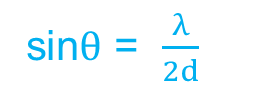 sinθ = λ/2d